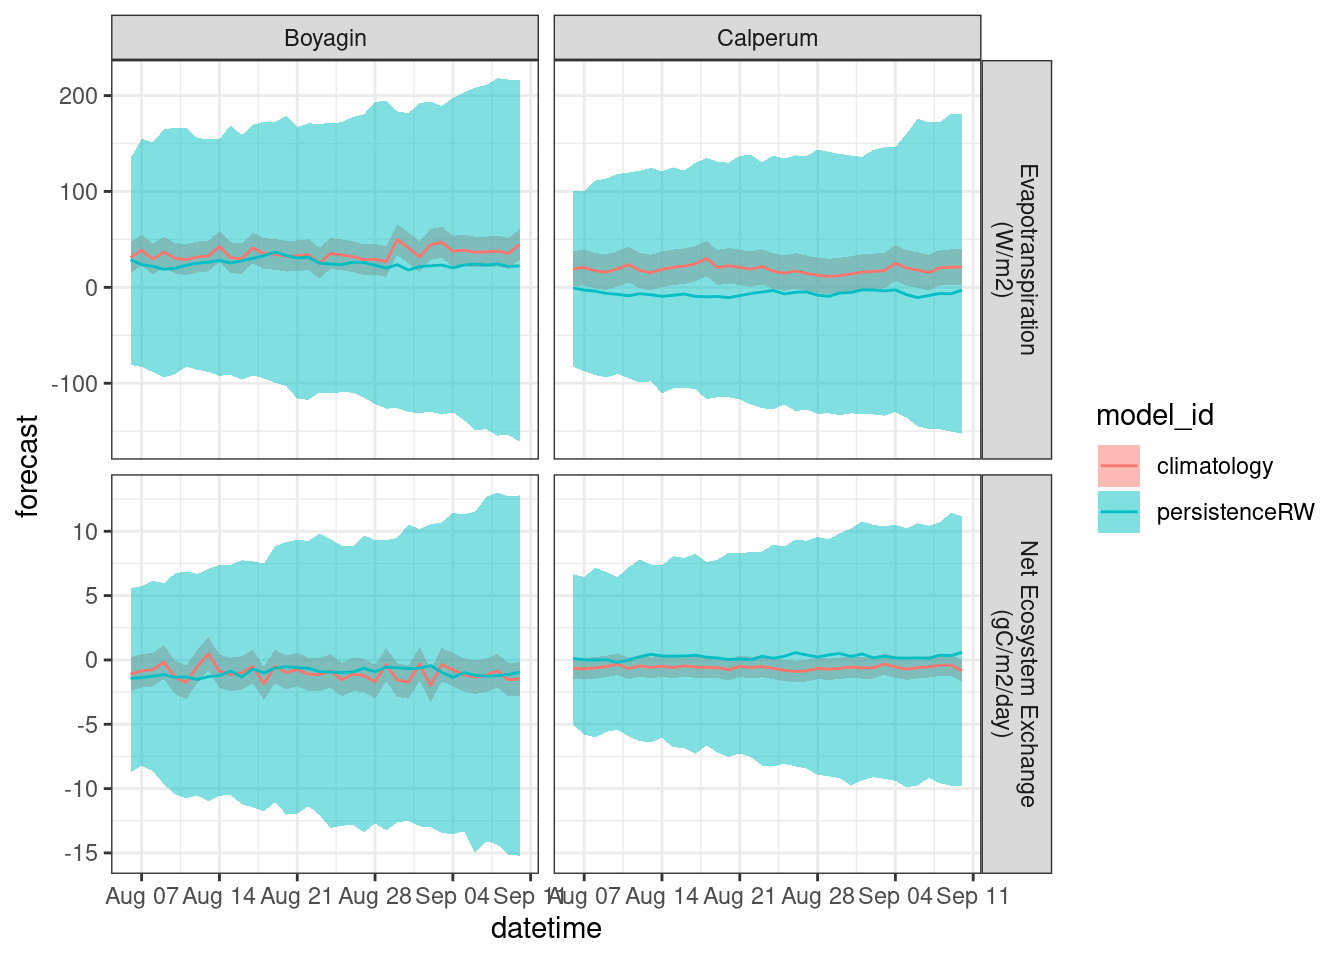 Boyagin
Calperum
200
100
0
-100
Evapotranspiration
(W/m2)
10
5
0
-5
-10
-15
Net Ecosystem Exchange
(gC/m2/day)
Aug 07 Aug 14 Aug 21 Aug 28 Sep 04 Sep 11
Aug 07 Aug 14 Aug 21 Aug 28 Sep 04 Sep 11
datetime
forecast
model_id
climatology
persistenceRW